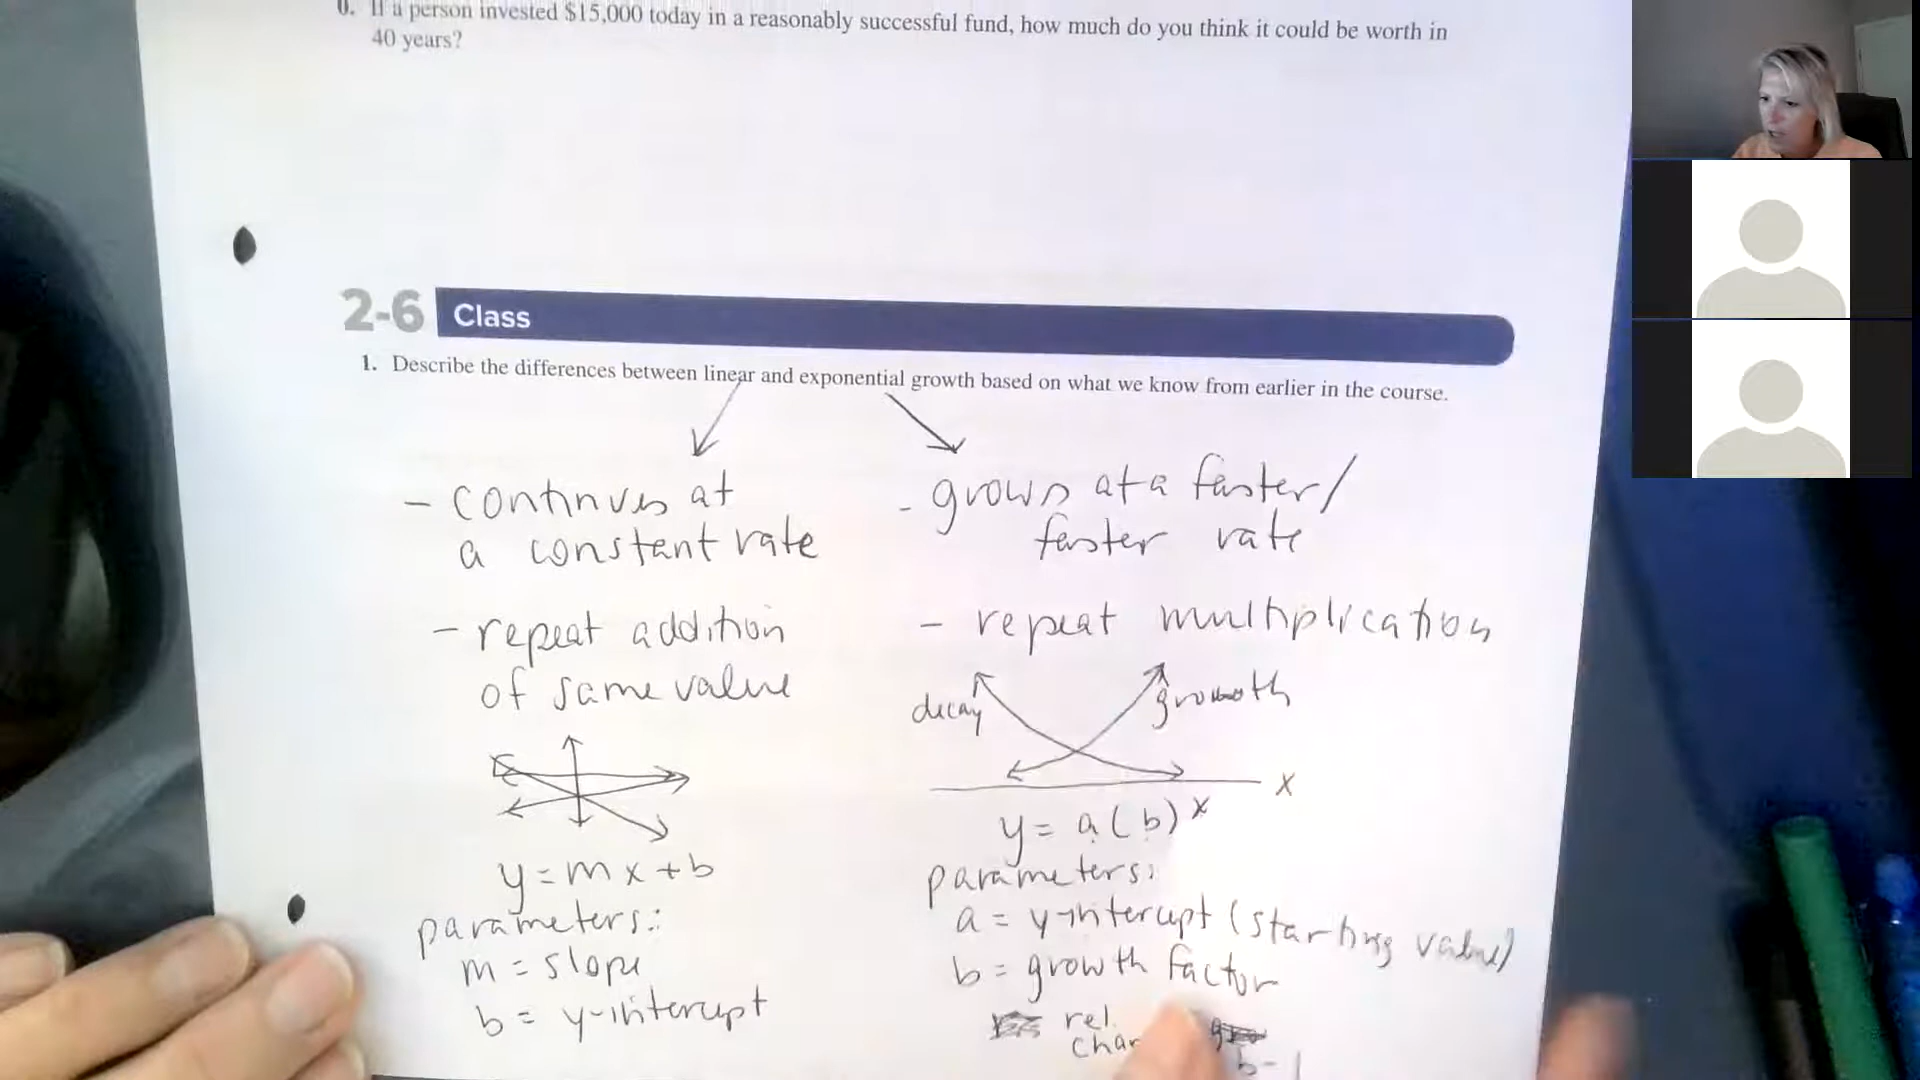 If a person invested $15,000 today in a reasonably successful fund, how much do you think it could be worth in
40 years?
2-6 Class
1. Describe the differences between linear and exponential growth based on what we know from earlier in the course.
- continues at
a constant rate
- repeat addition
of same value
y = mx + b
parameters:
m = slope
b = y-intercept
- grows at a faster/
faster rate
- repeat multiplication
decay
growth
x
y = a(b)^x
parameters:
a = y-intercept (starting value)
b = growth factor
rel.
b-1